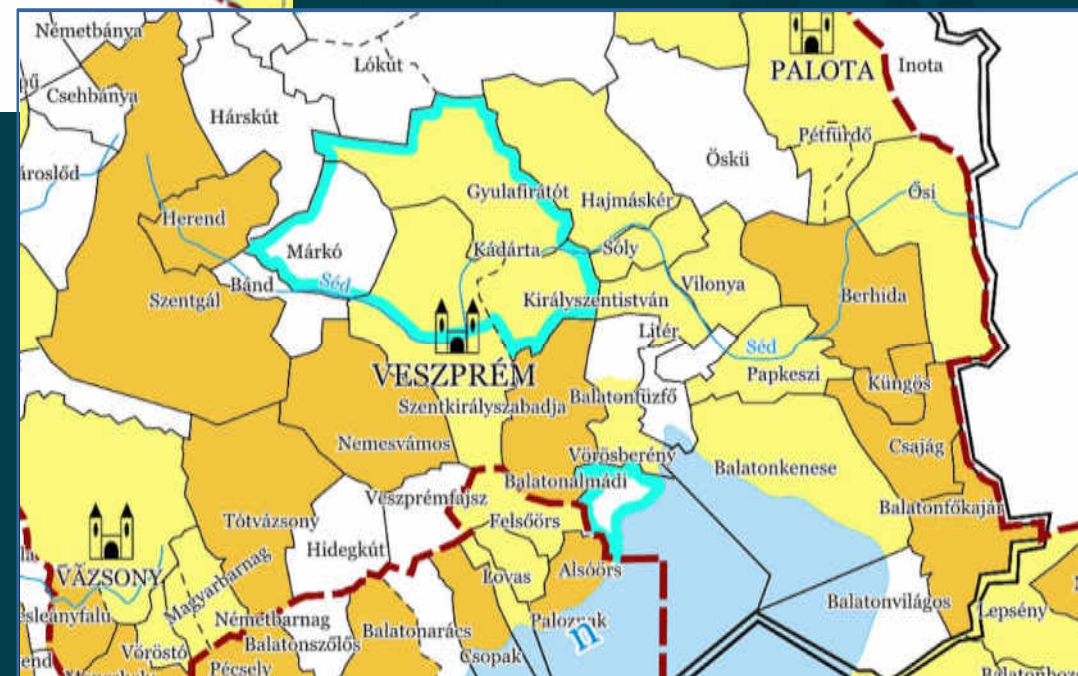 Németbánya
Lókút
PALOTA
Inota
Csehbánya
Hárskút
Pétfürdő
Öskü
Ősi
Gyulafirátót
Hajmáskér
Herend
Márkó
Kádárta
Sóly
Bánd
Séd
Szentgál
Királyszentistván
Vilonya
Berhida
Litér
Séd
VESZPRÉM
Papkeszi
Küngös
Szentkirályszabadja
Balatonfűzfő
Nemesvámos
Csajág
Vörösberény
Balatonkenese
Balatonalmádi
Veszprémfajsz
Balatonfőkajár
Tótvázsony
Felsőörs
Hidegkút
VÁZSONY
Magyarbarnag
Lovas
Alsóörs
Balatonvilágos
Lepsény
Németbarnag
Paloznak
n
Balatonszőlős
Balatonarács
Vöröstó
Csopak
Pécsely